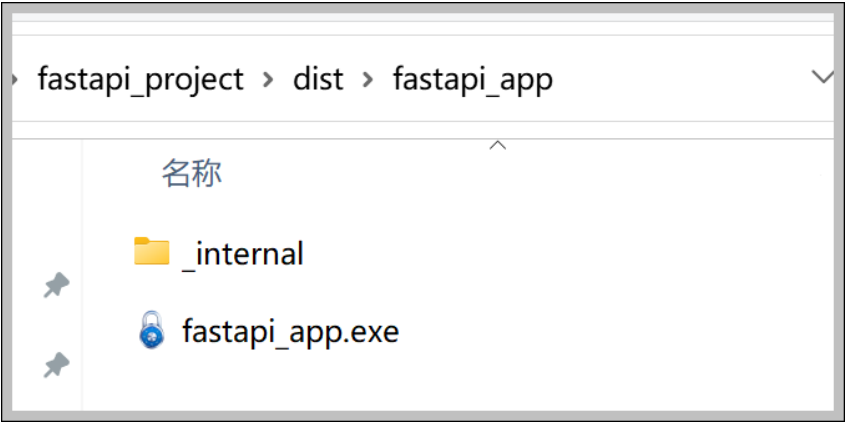 fastapi_project > dist > fastapi_app
名称
_internal
fastapi_app.exe